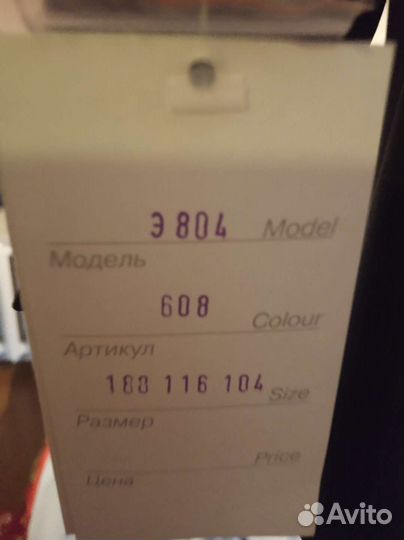 Э 804 Model
Модель
608 Colour
Артикул
188 116 104 Size
Размер
Price
Цена
Avito